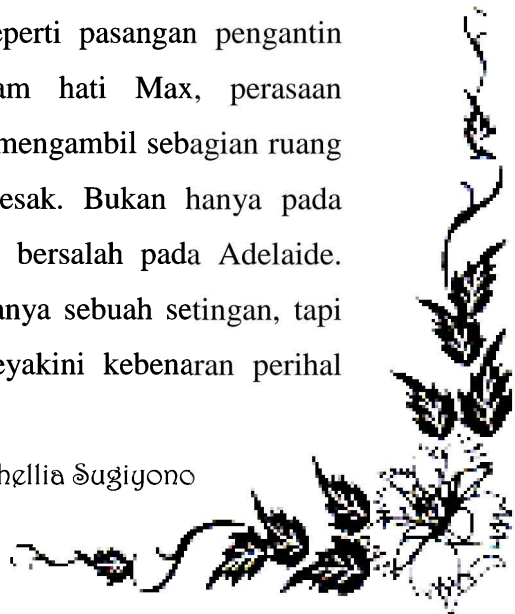 eperti pasangan pengantin
am hati Max, perasaan
mengambil sebagian ruang
esak. Bukan hanya pada
bersalah pada Adelaide.
anya sebuah setingan, tapi
eyakini kebenaran perihal
hellia Sugiyono